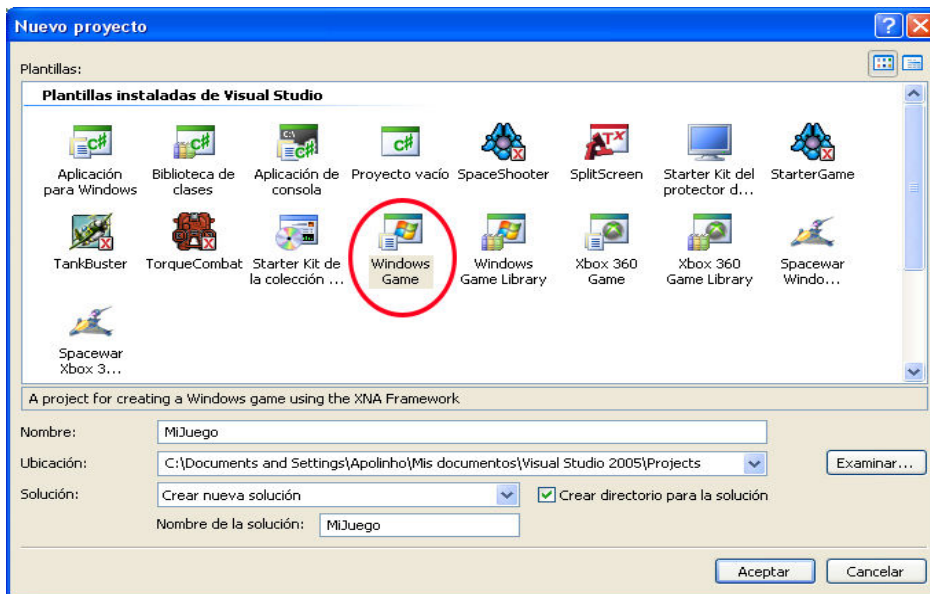 Nuevo proyecto
Plantillas:
Plantillas instaladas de Visual Studio
Aplicación para Windows
Biblioteca de clases
Aplicación de consola
Proyecto vacío
SpaceShooter
SplitScreen
Starter Kit del protector d...
StarterGame
TankBuster
TorqueCombat
Starter Kit de la colección ...
Windows Game
Windows Game Library
Xbox 360 Game
Xbox 360 Game Library
Spacewar Windo...
Spacewar Xbox 3...
A project for creating a Windows game using the XNA Framework
Nombre:
MiJuego
Ubicación:
C:\Documents and Settings\Apolinho\Mis documentos\Visual Studio 2005\Projects
Examinar...
Solución:
Crear nueva solución
Crear directorio para la solución
Nombre de la solución:
MiJuego
Aceptar
Cancelar